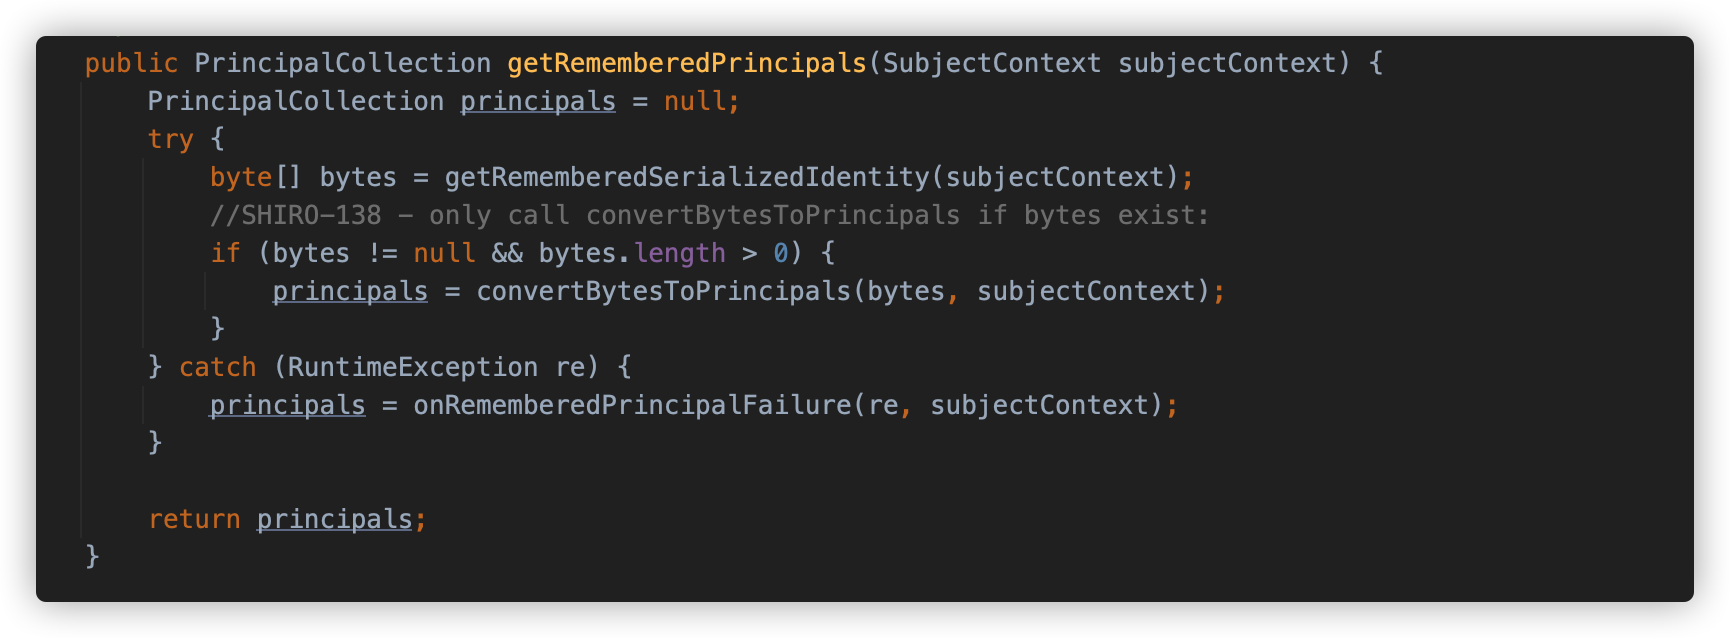 public PrincipalCollection getRememberedPrincipals(SubjectContext subjectContext) {
    PrincipalCollection principals = null;
    try {
        byte[] bytes = getRememberedSerializedIdentity(subjectContext);
        //SHIRO-138 - only call convertBytesToPrincipals if bytes exist:
        if (bytes != null && bytes.length > 0) {
            principals = convertBytesToPrincipals(bytes, subjectContext);
        }
    } catch (RuntimeException re) {
        principals = onRememberedPrincipalFailure(re, subjectContext);
    }

    return principals;
}